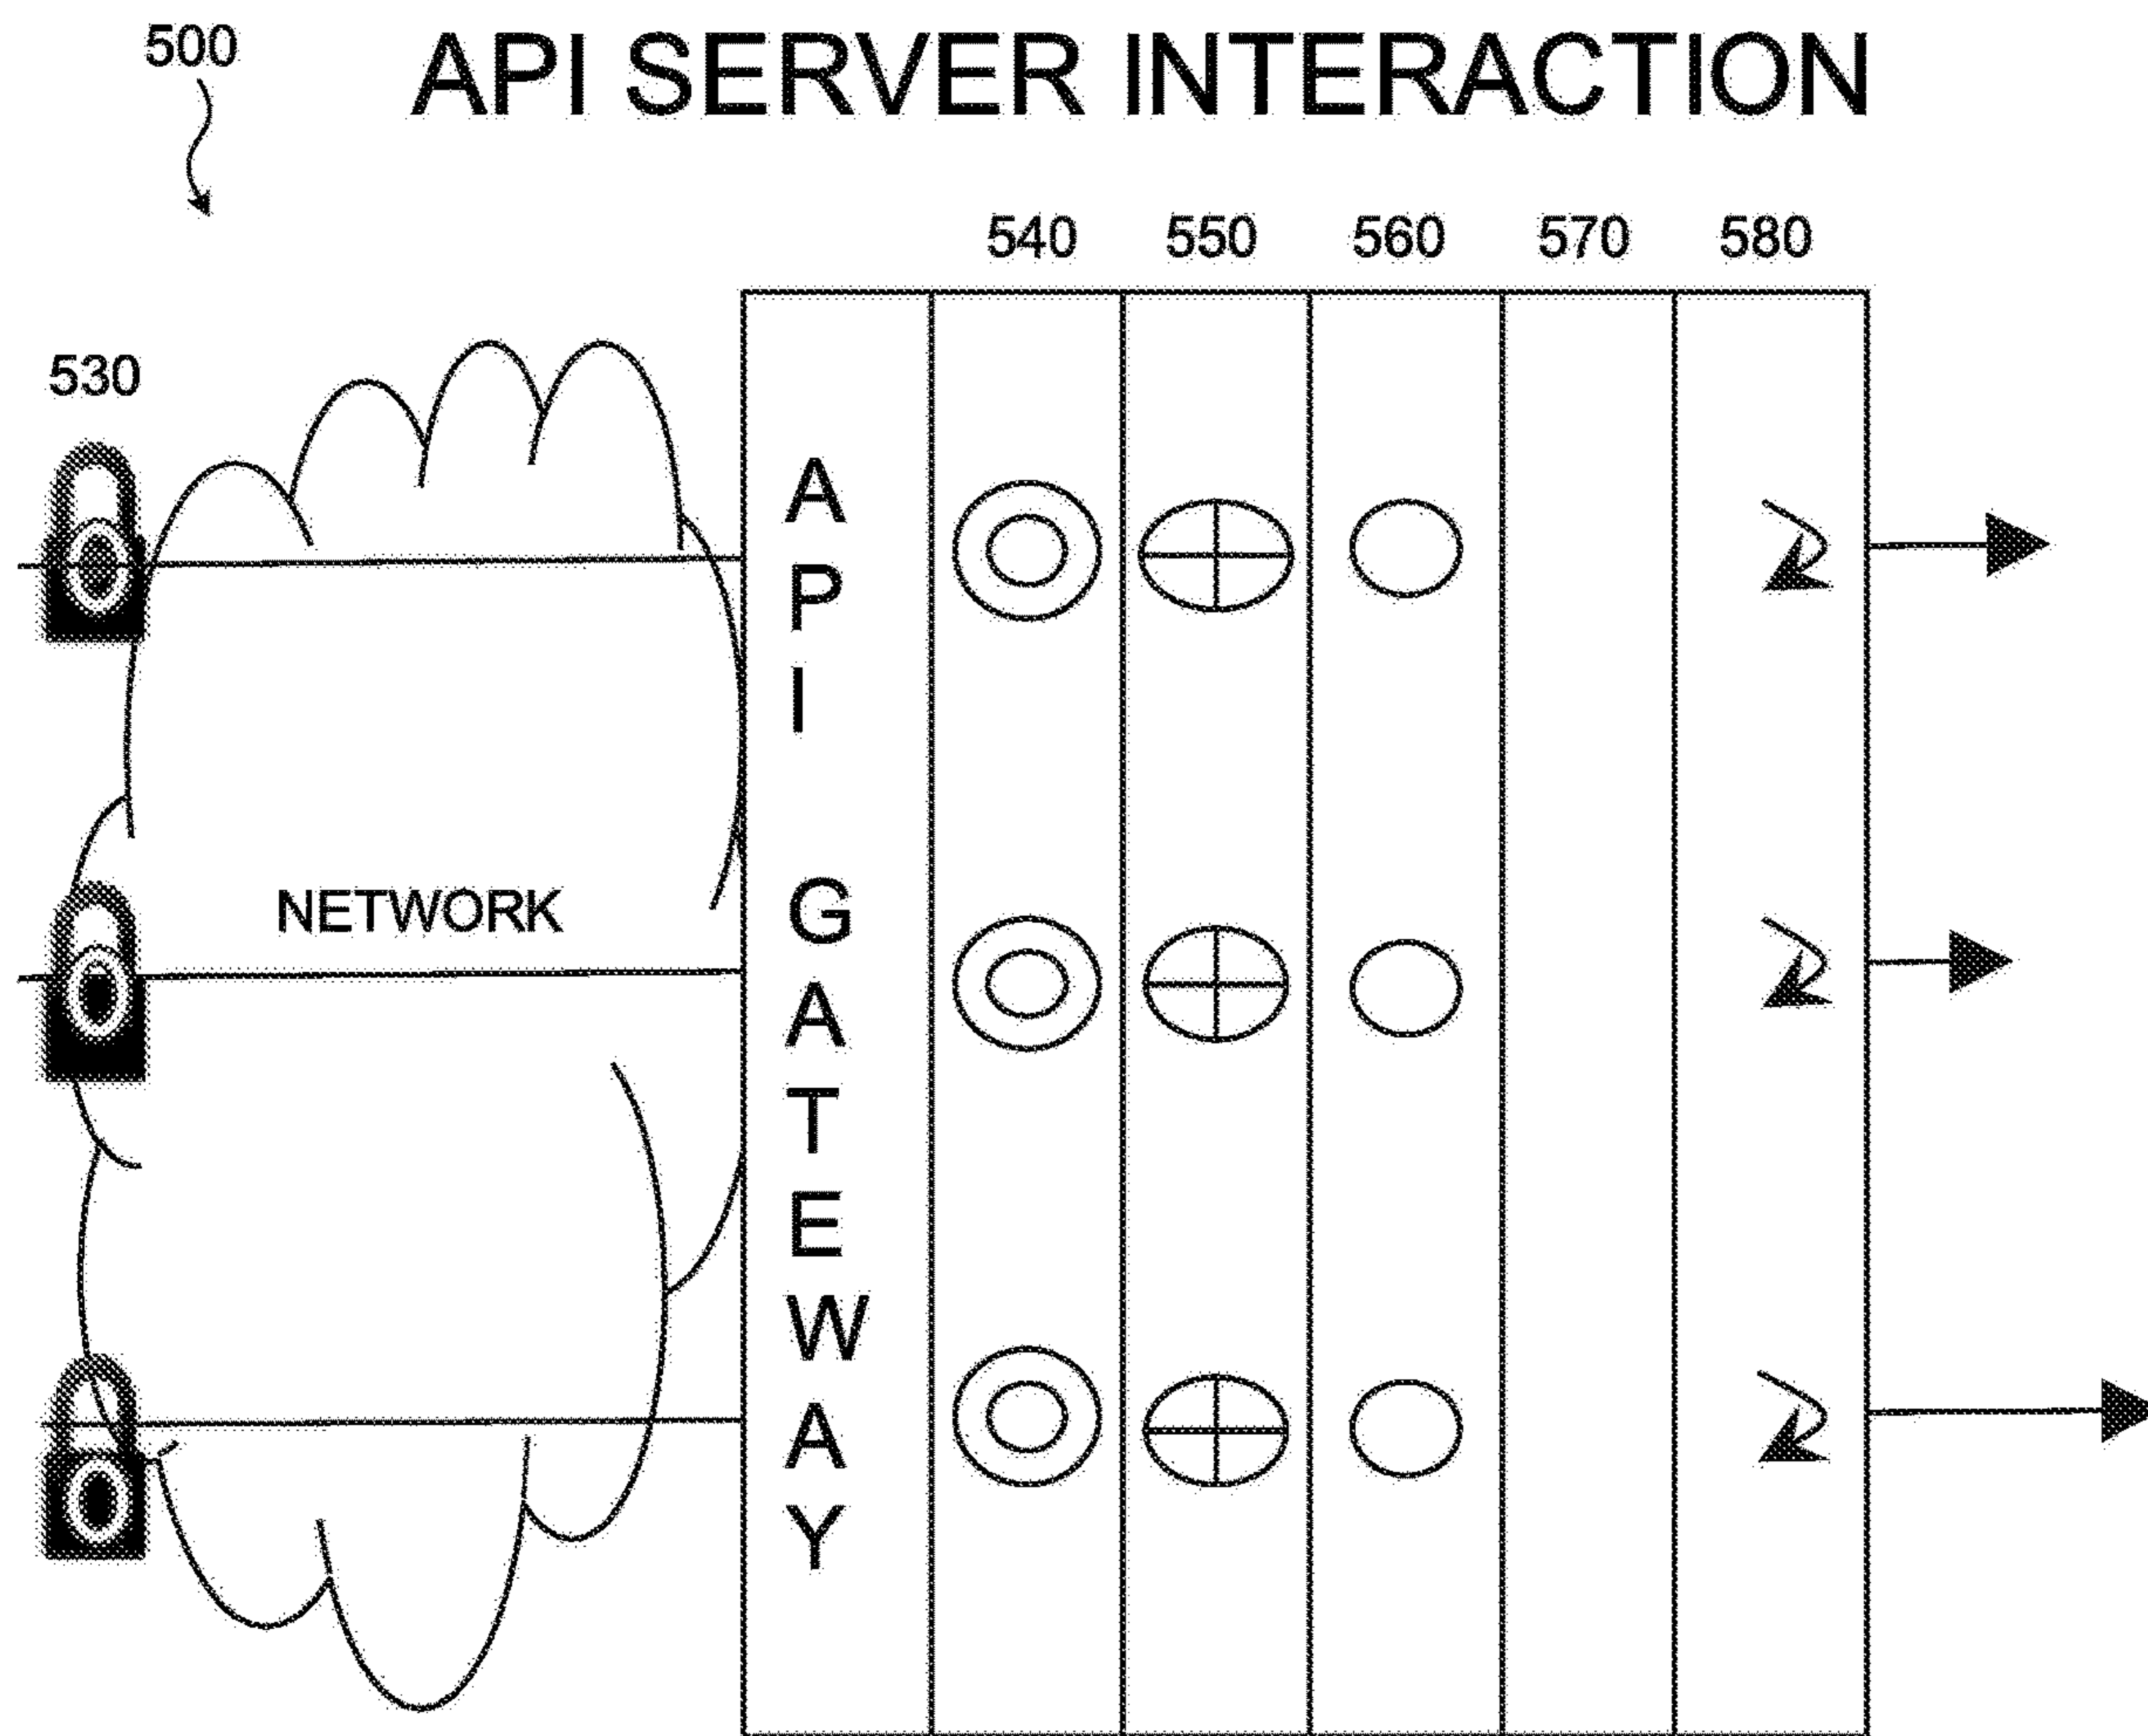 500
API SERVER INTERACTION
540 550 560 570 580
530
NETWORK
API GATEWAY